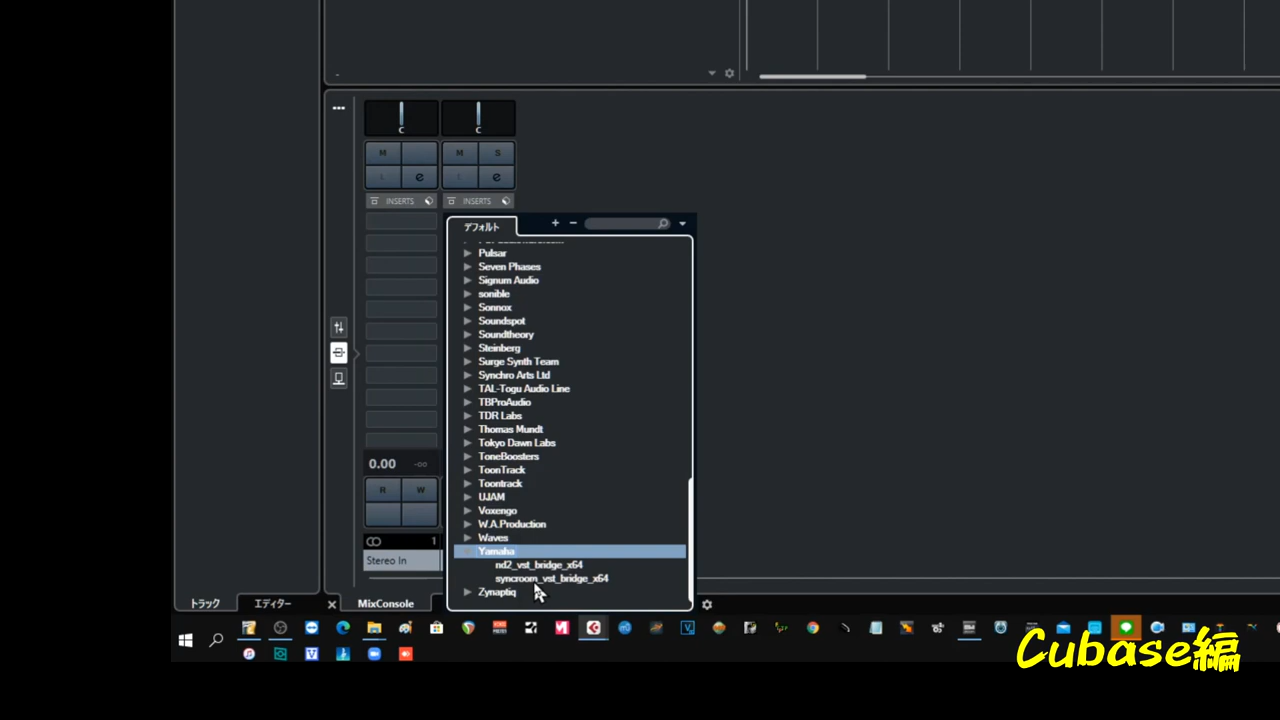 C
C
M
M
S
e
e
INSERTS
INSERTS
デフォルト
+
−
Pulsar
Seven Phases
Signum Audio
sonible
Sonnox
Soundspot
Soundtheory
Steinberg
Surge Synth Team
Synchro Arts Ltd
TAL-Togu Audio Line
TBProAudio
TDR Labs
Thomas Mundt
Tokyo Dawn Labs
ToneBoosters
ToonTrack
Toontrack
UJAM
Voxengo
W.A.Production
Waves
Yamaha
nd2_vst_bridge_x64
syncroom_vst_bridge_x64
Zynaptiq
0.00
-∞
R
W
1
Stereo In
トラック
エディター
MixConsole
Cubase編